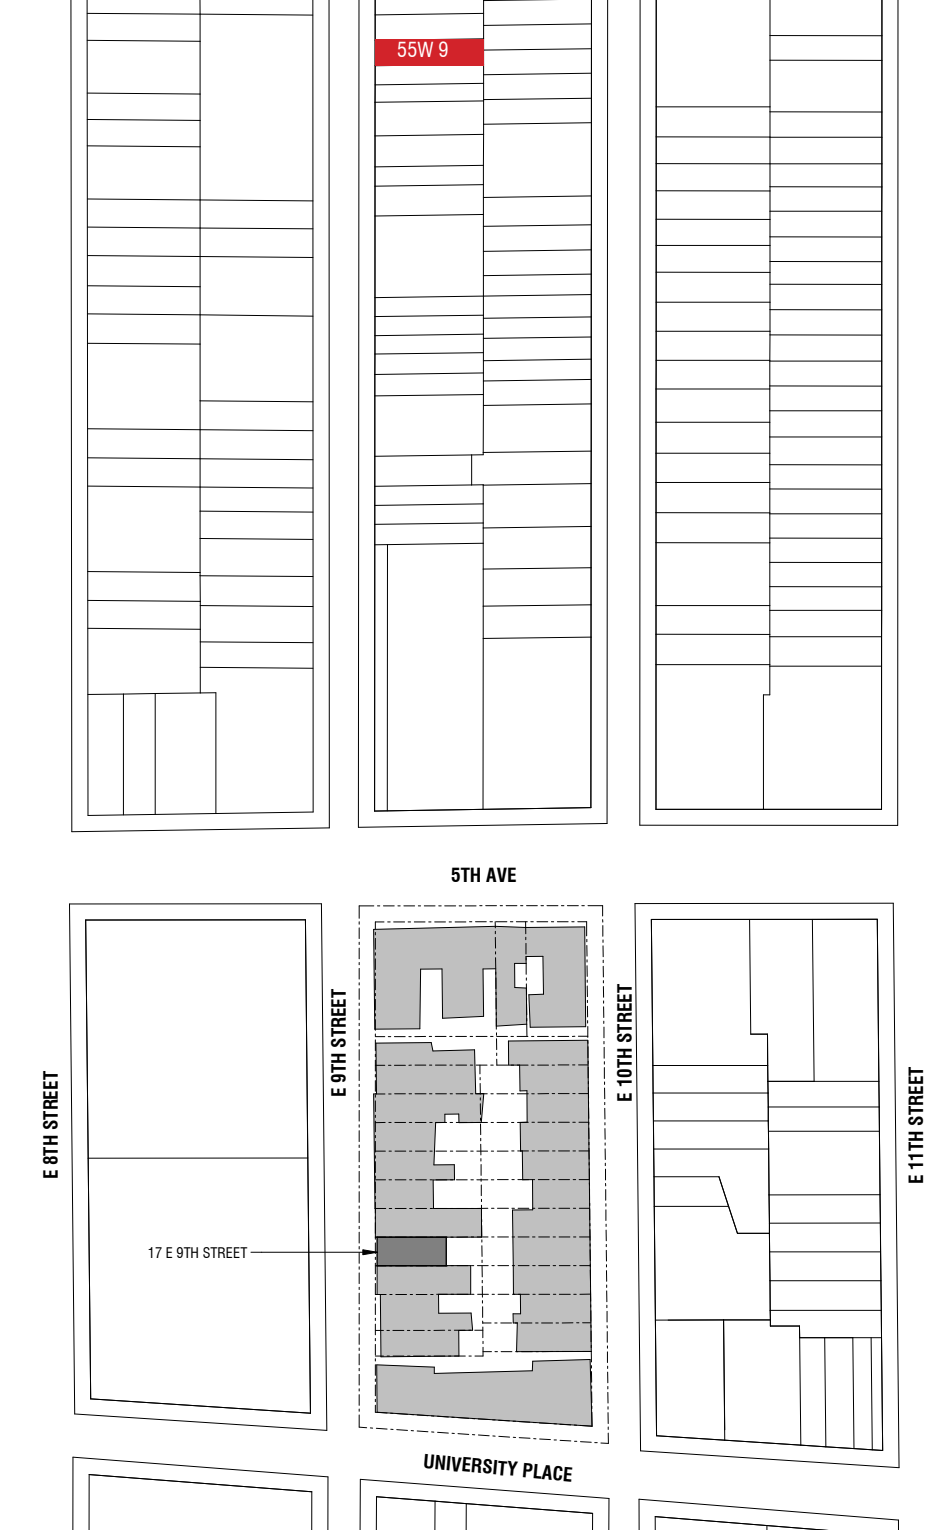 55W 9
5TH AVE
E 9TH STREET
E 10TH STREET
E 8TH STREET
E 11TH STREET
17 E 9TH STREET
UNIVERSITY PLACE